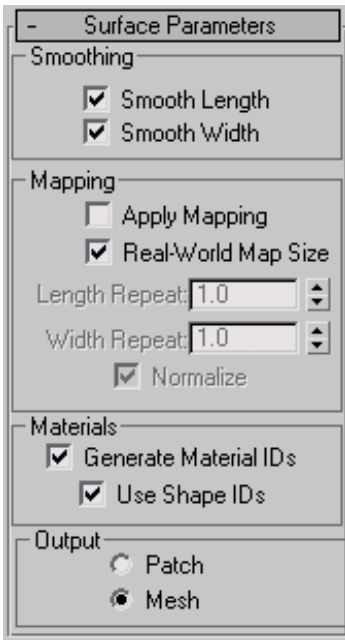 - Surface Parameters
Smoothing
Smooth Length
Smooth Width
Mapping
Apply Mapping
Real-World Map Size
Length Repeat: 1.0
Width Repeat: 1.0
Normalize
Materials
Generate Material IDs
Use Shape IDs
Output
Patch
Mesh